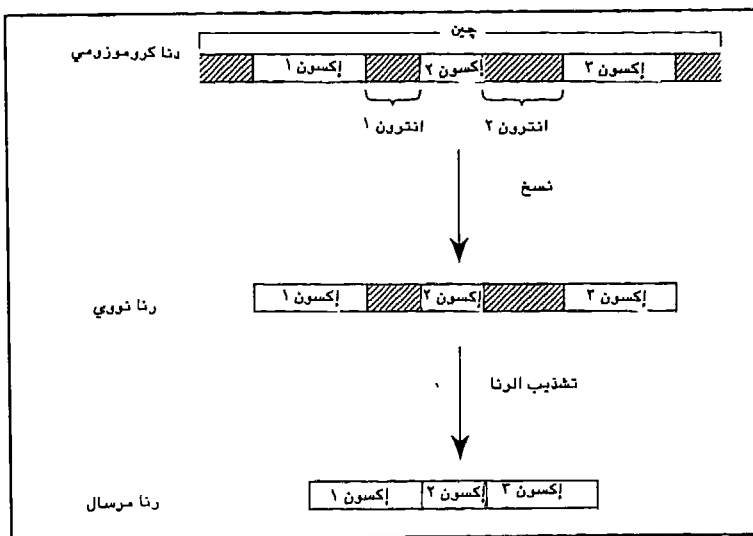 چين
دنا كروموزومي
إكسون ١
إكسون ٢
إكسون ٣
انترون ١
انترون ٢
نسخ
رنا نووي
إكسون ١
إكسون ٢
إكسون ٣
تشذيب الرنا
رنا مرسال
إكسون ١
إكسون ٢
إكسون ٣